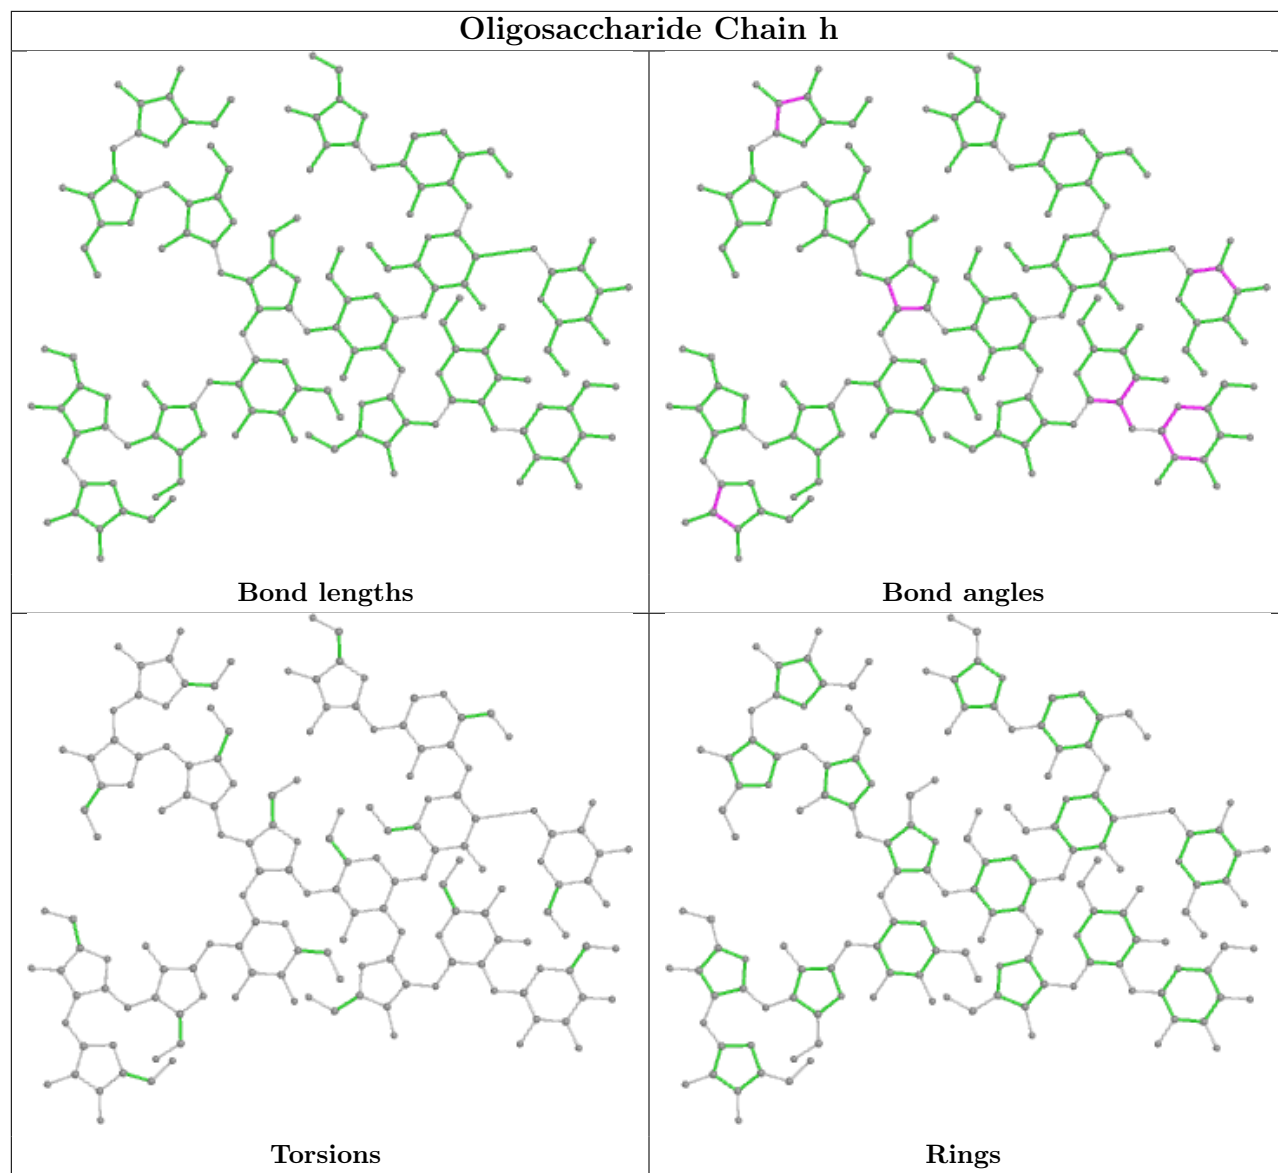 Oligosaccharide Chain h
Bond lengths
Bond angles
Torsions
Rings